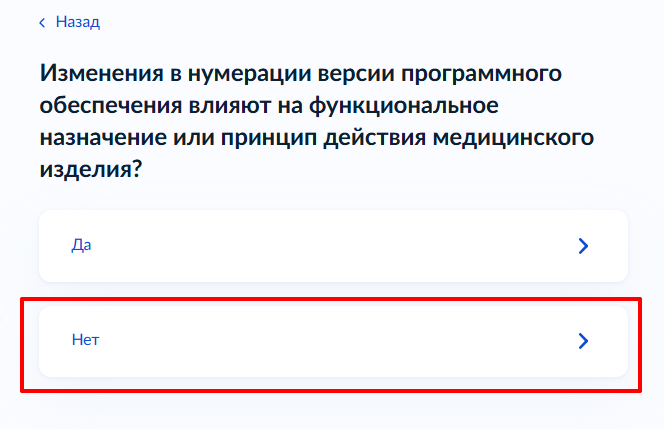 Назад
Изменения в нумерации версии программного
обеспечения влияют на функциональное
назначение или принцип действия медицинского
изделия?
Да
Нет